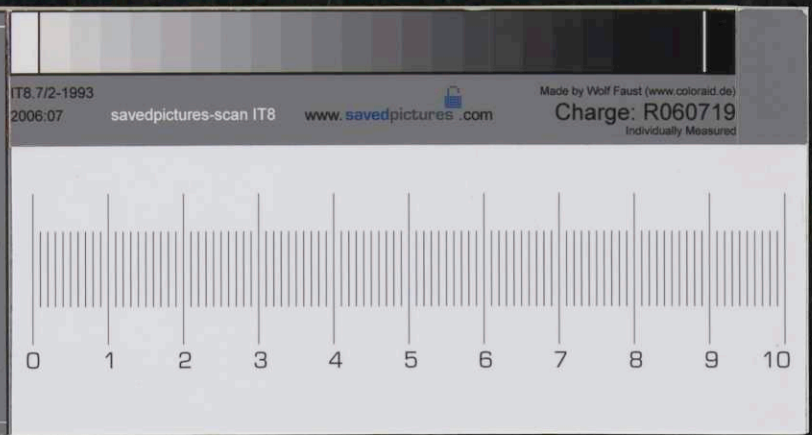 IT8.7/2-1993
2006:07
savedpictures-scan IT8
www.savedpictures.com
Made by Wolf Faust (www.coloraid.de)
Charge: R060719
Individually Measured
0 1 2 3 4 5 6 7 8 9 10